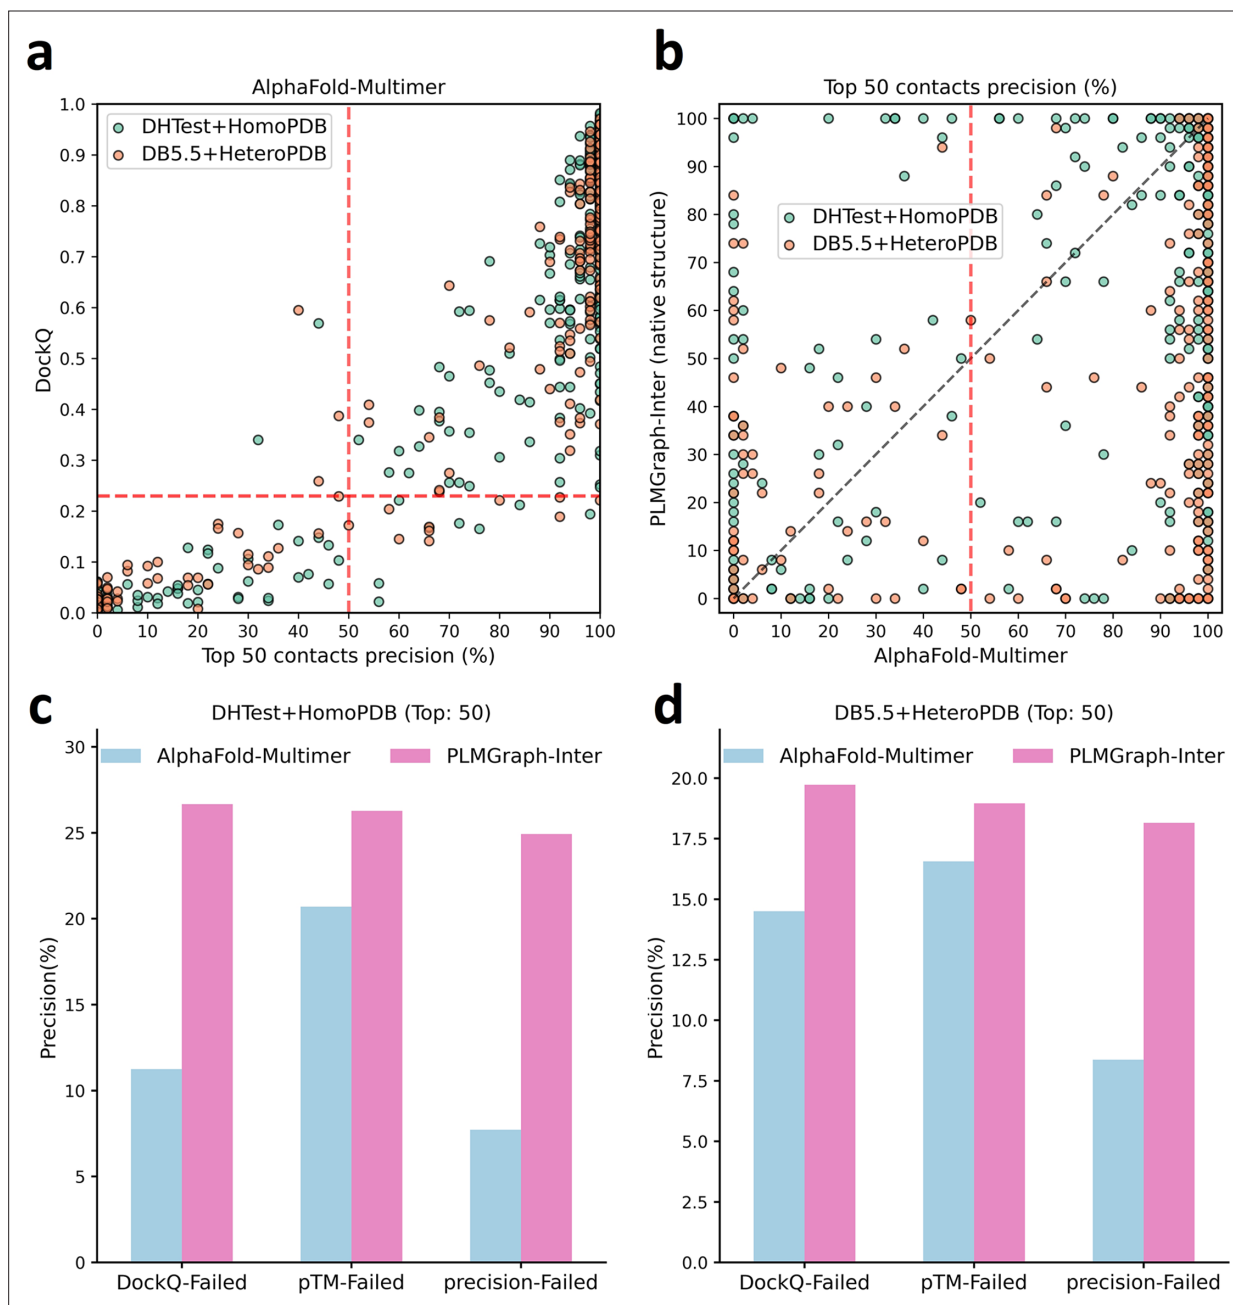 a
AlphaFold-Multimer
1.0
0.9
0.8
0.7
0.6
0.5
0.4
0.3
0.2
0.1
0.0
DockQ
DHTest+HomoPDB
DB5.5+HeteroPDB
0 10 20 30 40 50 60 70 80 90 100
Top 50 contacts precision (%)
b
Top 50 contacts precision (%)
100
90
80
70
60
50
40
30
20
10
0
PLMGraph-Inter (native structure)
DHTest+HomoPDB
DB5.5+HeteroPDB
0 10 20 30 40 50 60 70 80 90 100
AlphaFold-Multimer
c
DHTest+HomoPDB (Top: 50)
AlphaFold-Multimer PLMGraph-Inter
30
25
20
15
10
5
0
Precision(%)
DockQ-Failed pTM-Failed precision-Failed
d
DB5.5+HeteroPDB (Top: 50)
AlphaFold-Multimer PLMGraph-Inter
20.0
17.5
15.0
12.5
10.0
7.5
5.0
2.5
0.0
Precision(%)
DockQ-Failed pTM-Failed precision-Failed